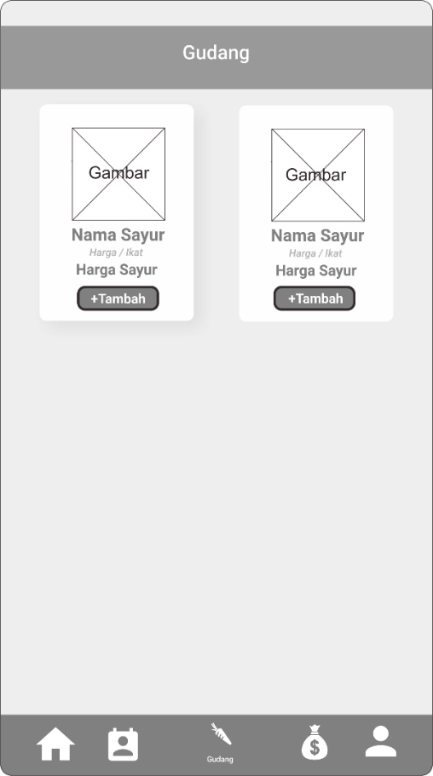 Gudang
Gambar
Nama Sayur
Harga / Ikat
Harga Sayur
+Tambah
Gambar
Nama Sayur
Harga / Ikat
Harga Sayur
+Tambah
$
Gudang